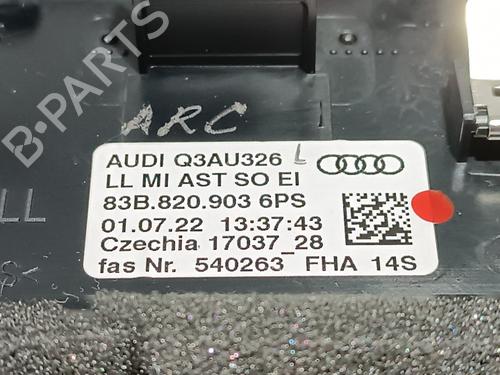 B-PARTS
ARC
AUDI Q3AU326 L
LL MI AST SO EI
83B.820.903 6PS
01.07.22 13:37:43
Czechia 17037_28
fas Nr. 540263 FHA 14S
LL